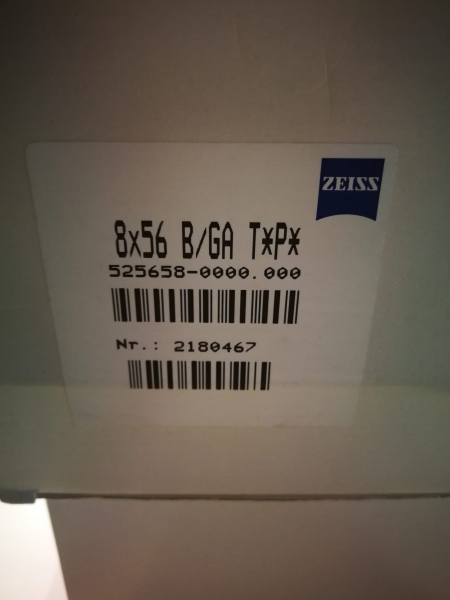 ZEISS
8x56 B/GA T*P*
525658-0000.000
Nr.: 2180467